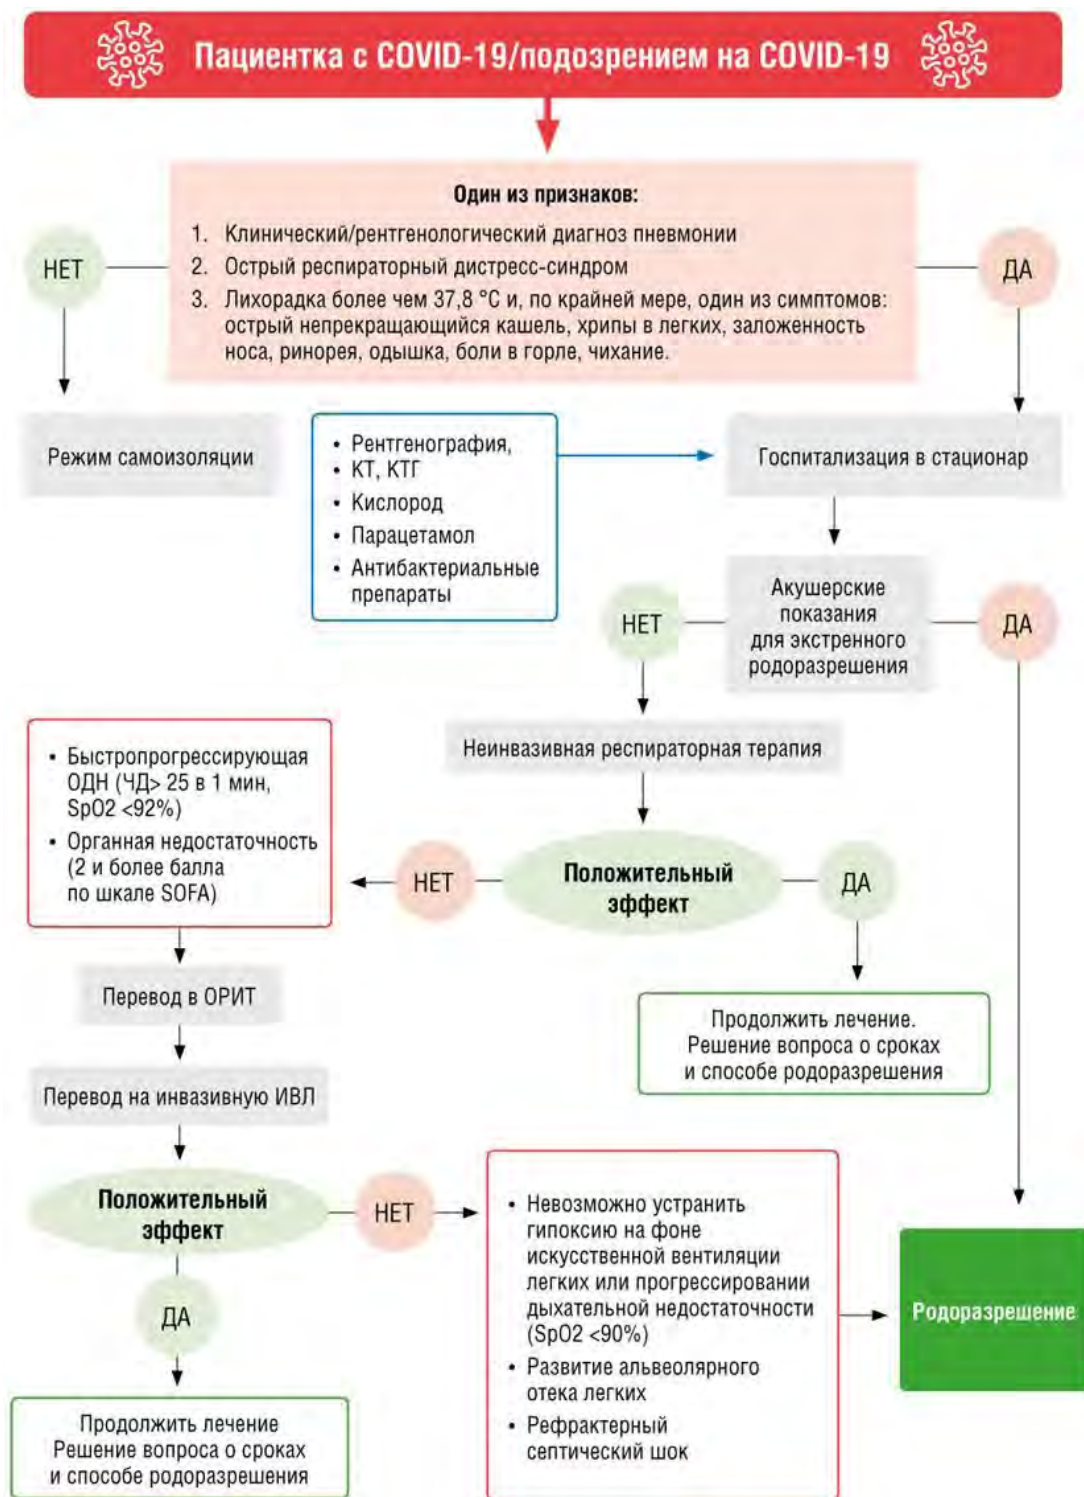 Пациентка с COVID-19/подозрением на COVID-19
Один из признаков:
1. Клинический/рентгенологический диагноз пневмонии
2. Острый респираторный дистресс-синдром
3. Лихорадка более чем 37,8 °C и, по крайней мере, один из симптомов:
острый непрекращающийся кашель, хрипы в легких, заложенность
носа, ринорея, одышка, боли в горле, чихание.
НЕТ
ДА
Режим самоизоляции
• Рентгенография,
• КТ, КТГ
• Кислород
• Парацетамол
• Антибактериальные
препараты
Госпитализация в стационар
Акушерские
показания
для экстренного
родоразрешения
НЕТ
ДА
Неинвазивная респираторная терапия
• Быстропрогрессирующая
ОДН (ЧД> 25 в 1 мин,
SpO2 <92%)
• Органная недостаточность
(2 и более балла
по шкале SOFA)
НЕТ
Положительный
эффект
ДА
Перевод в ОРИТ
Продолжить лечение.
Решение вопроса о сроках
и способе родоразрешения
Перевод на инвазивную ИВЛ
Положительный
эффект
НЕТ
• Невозможно устранить
гипоксию на фоне
искусственной вентиляции
легких или прогрессировании
дыхательной недостаточности
(SpO2 <90%)
• Развитие альвеолярного
отека легких
• Рефрактерный
септический шок
Родоразрешение
ДА
Продолжить лечение
Решение вопроса о сроках
и способе родоразрешения